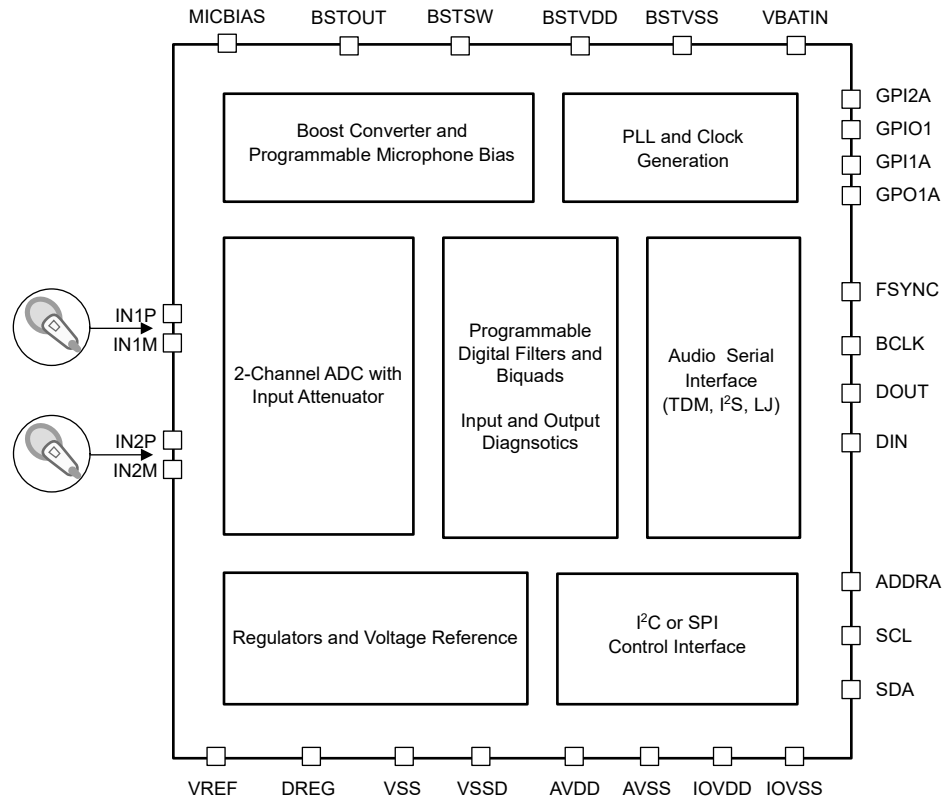 MICBIAS
BSTOUT
BSTSW
BSTVDD
BSTVSS
VBATIN
GPI2A
GPIO1
GPI1A
GPO1A
Boost Converter and
Programmable Microphone Bias
PLL and Clock
Generation
FSYNC
BCLK
DOUT
DIN
IN1P
IN1M
IN2P
IN2M
2-Channel ADC with
Input Attenuator
Programmable
Digital Filters and
Biquads
Input and Output
Diagnsotics
Audio Serial
Interface
(TDM, I²S, LJ)
ADDRA
SCL
SDA
Regulators and Voltage Reference
I²C or SPI
Control Interface
VREF
DREG
VSS
VSSD
AVDD
AVSS
IOVDD
IOVSS